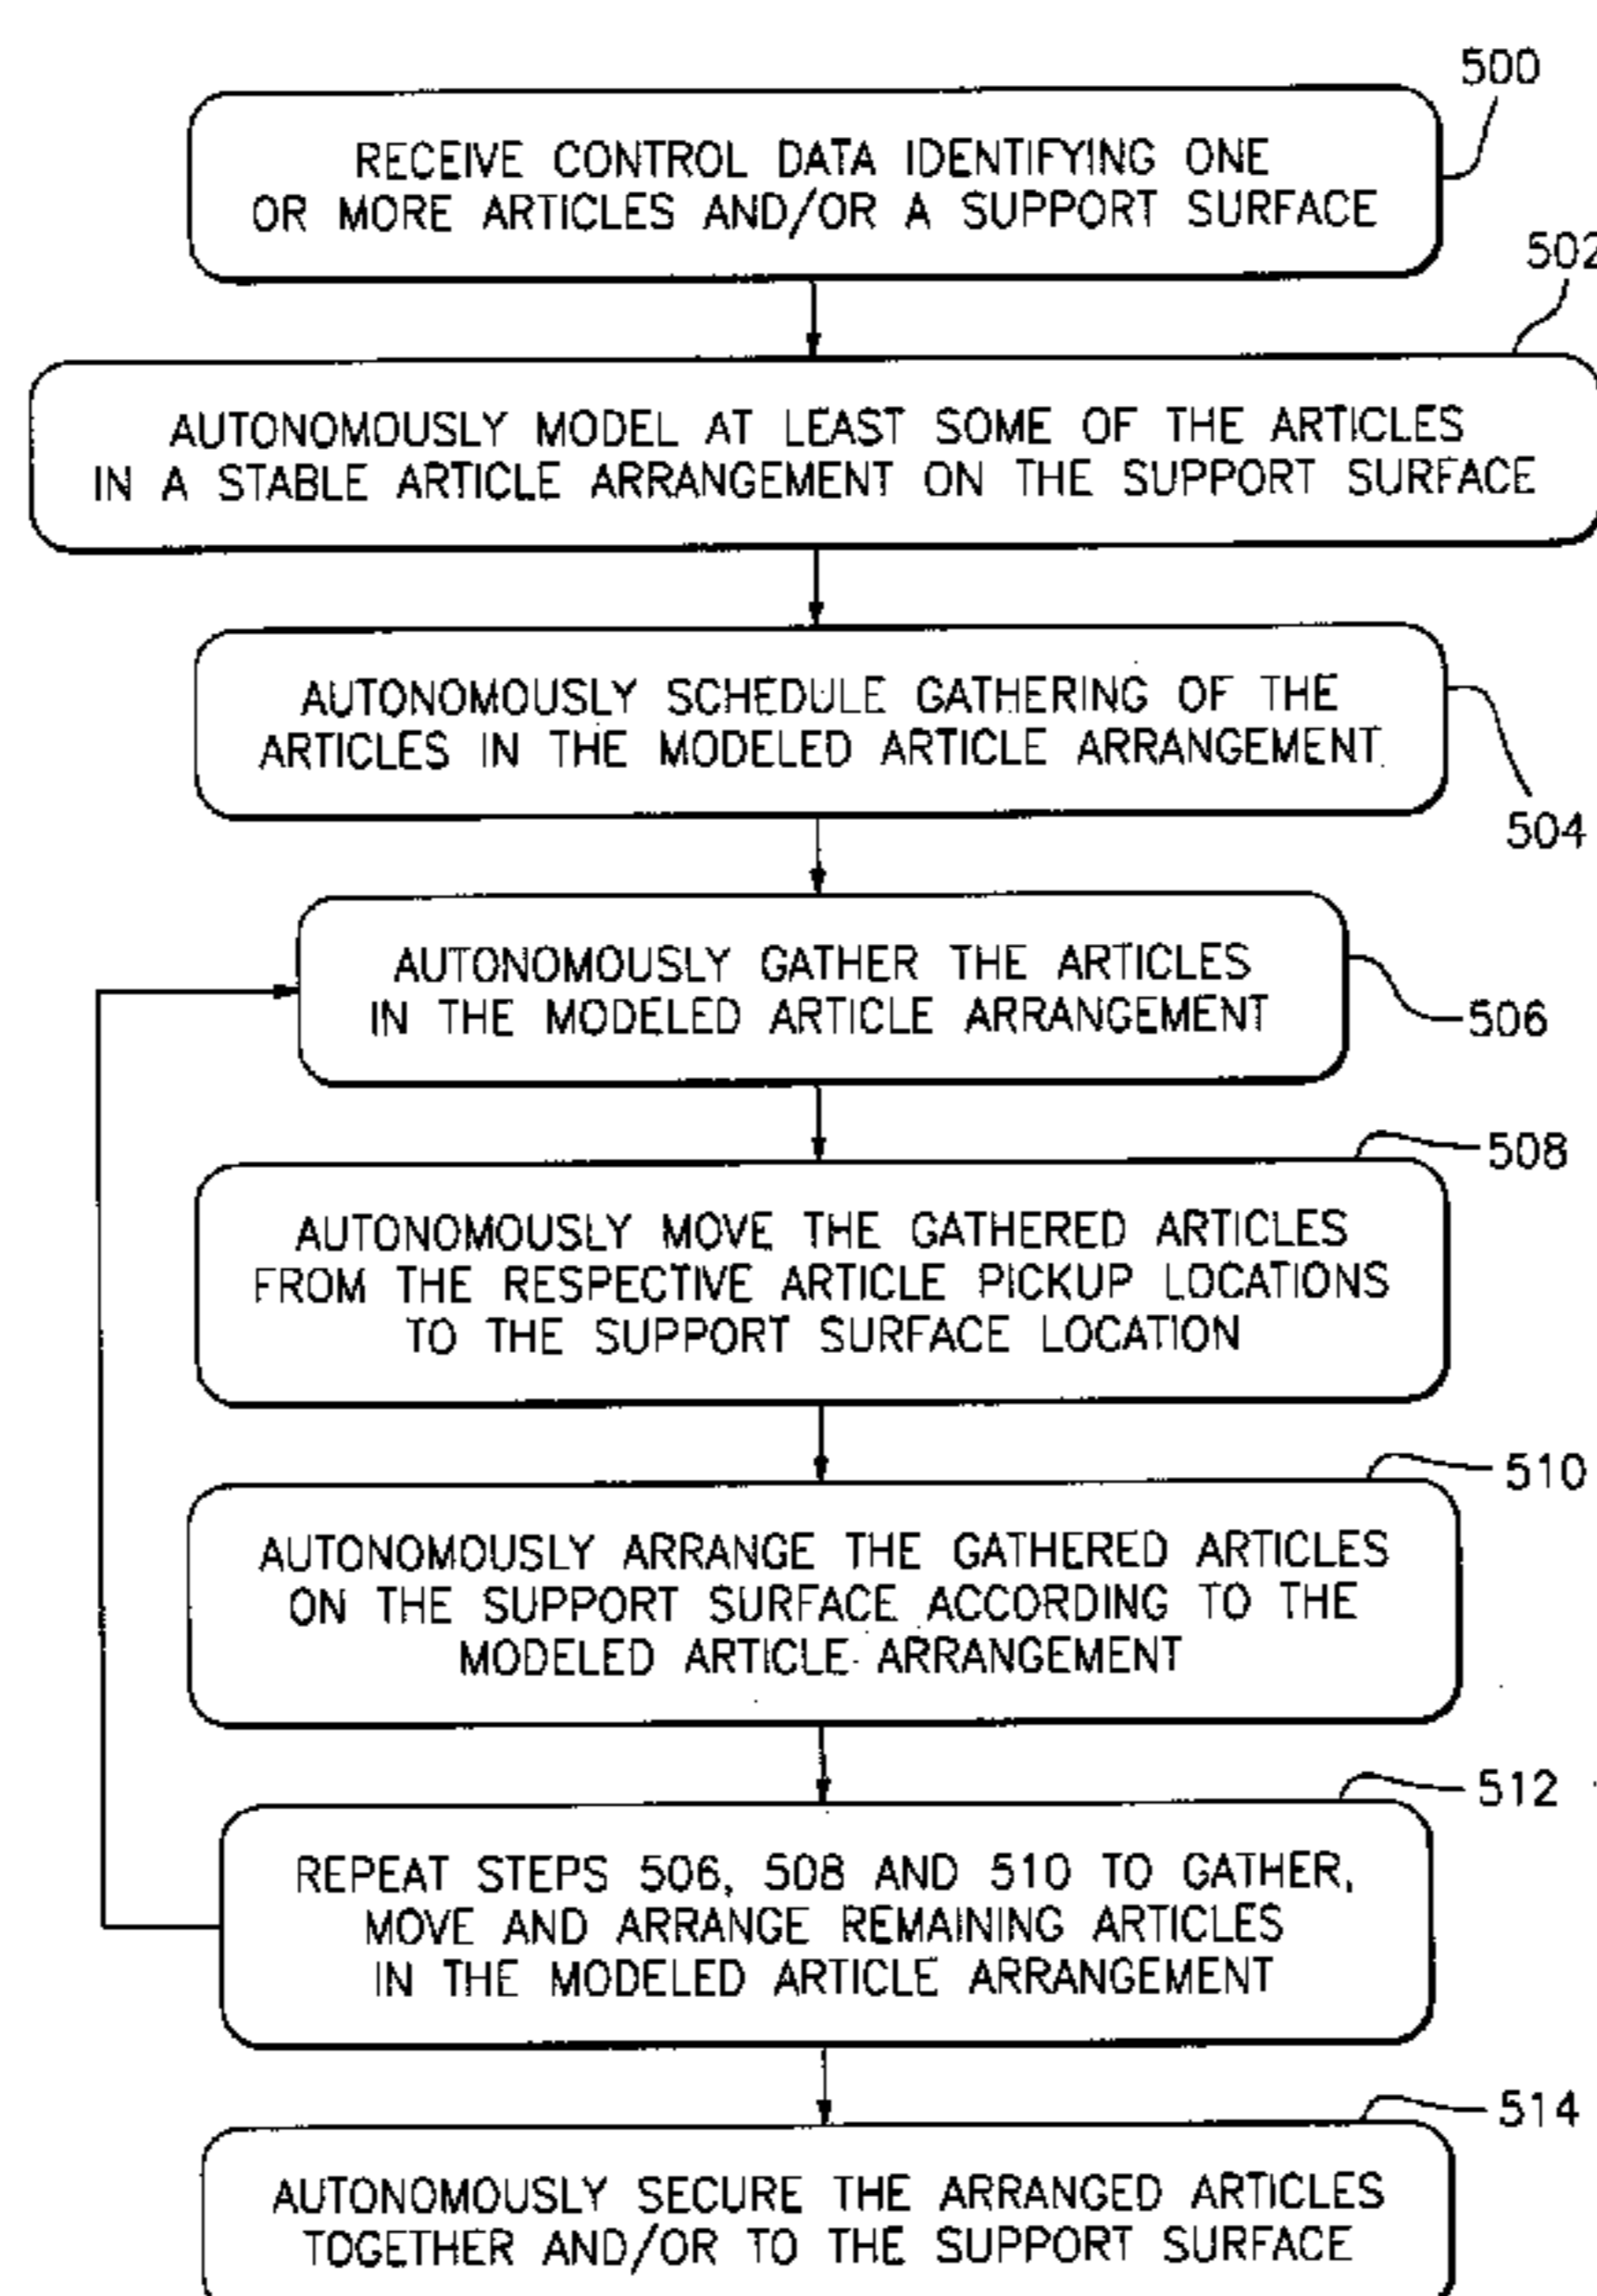 500
RECEIVE CONTROL DATA IDENTIFYING ONE
OR MORE ARTICLES AND/OR A SUPPORT SURFACE
502
AUTONOMOUSLY MODEL AT LEAST SOME OF THE ARTICLES
IN A STABLE ARTICLE ARRANGEMENT ON THE SUPPORT SURFACE
AUTONOMOUSLY SCHEDULE GATHERING OF THE
ARTICLES IN THE MODELED ARTICLE ARRANGEMENT
504
AUTONOMOUSLY GATHER THE ARTICLES
IN THE MODELED ARTICLE ARRANGEMENT
506
508
AUTONOMOUSLY MOVE THE GATHERED ARTICLES
FROM THE RESPECTIVE ARTICLE PICKUP LOCATIONS
TO THE SUPPORT SURFACE LOCATION
510
AUTONOMOUSLY ARRANGE THE GATHERED ARTICLES
ON THE SUPPORT SURFACE ACCORDING TO THE
MODELED ARTICLE ARRANGEMENT
512
REPEAT STEPS 506, 508 AND 510 TO GATHER,
MOVE AND ARRANGE REMAINING ARTICLES
IN THE MODELED ARTICLE ARRANGEMENT
514
AUTONOMOUSLY SECURE THE ARRANGED ARTICLES
TOGETHER AND/OR TO THE SUPPORT SURFACE